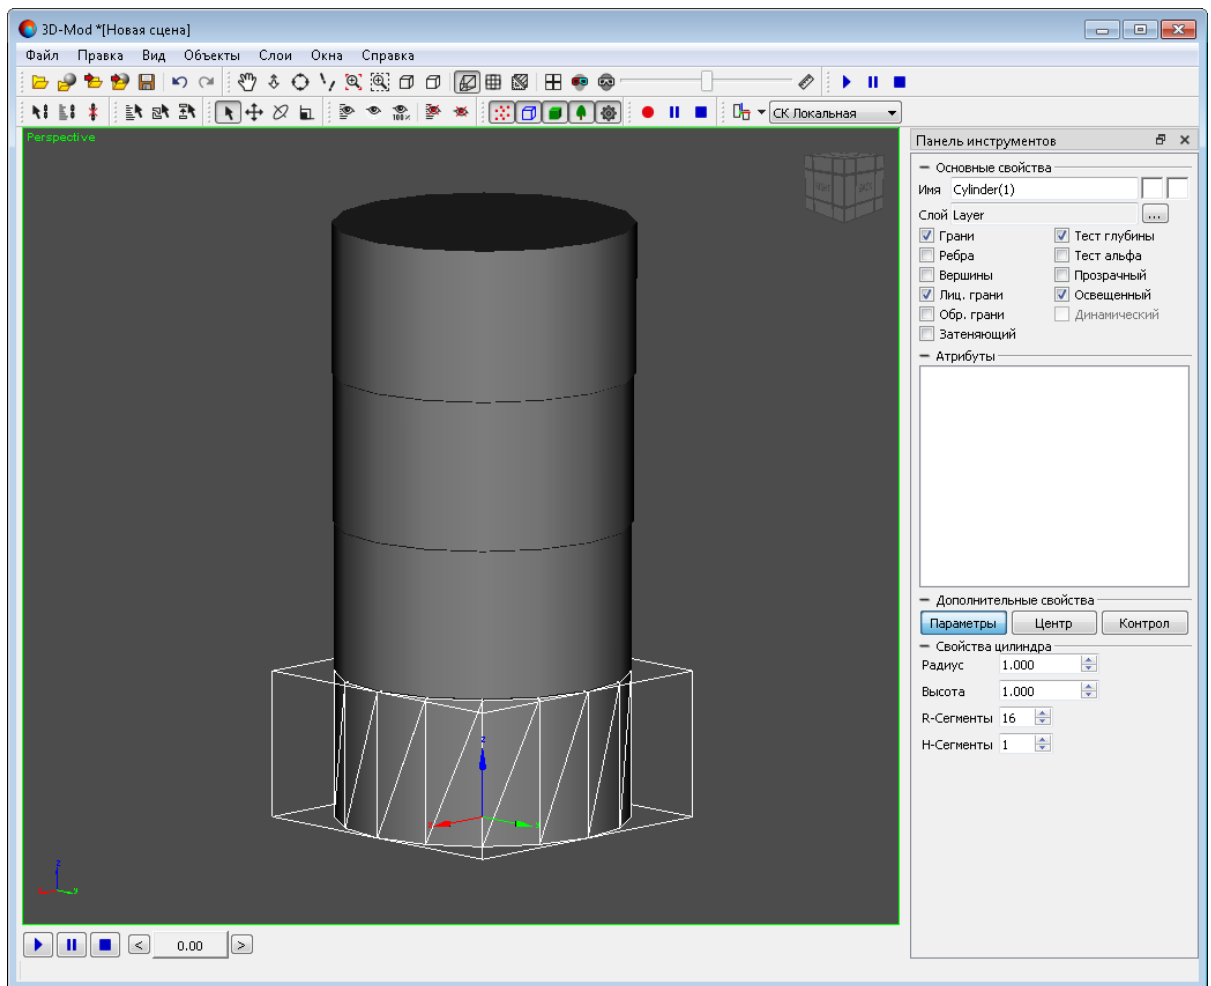 3D-Mod *[Новая сцена]
Файл Правка Вид Объекты Слои Окна Справка
100%
СК Локальная
Perspective
Панель инструментов
Основные свойства
Имя Cylinder(1)
Слой Layer ...
Грани Тест глубины
Ребра Тест альфа
Вершины Прозрачный
Лиц. грани Освещенный
Обр. грани Динамический
Затеняющий
Атрибуты
Дополнительные свойства
Параметры Центр Контрол
Свойства цилиндра
Радиус 1.000
Высота 1.000
R-Сегменты 16
H-Сегменты 1
z
z
y
< 0.00 >